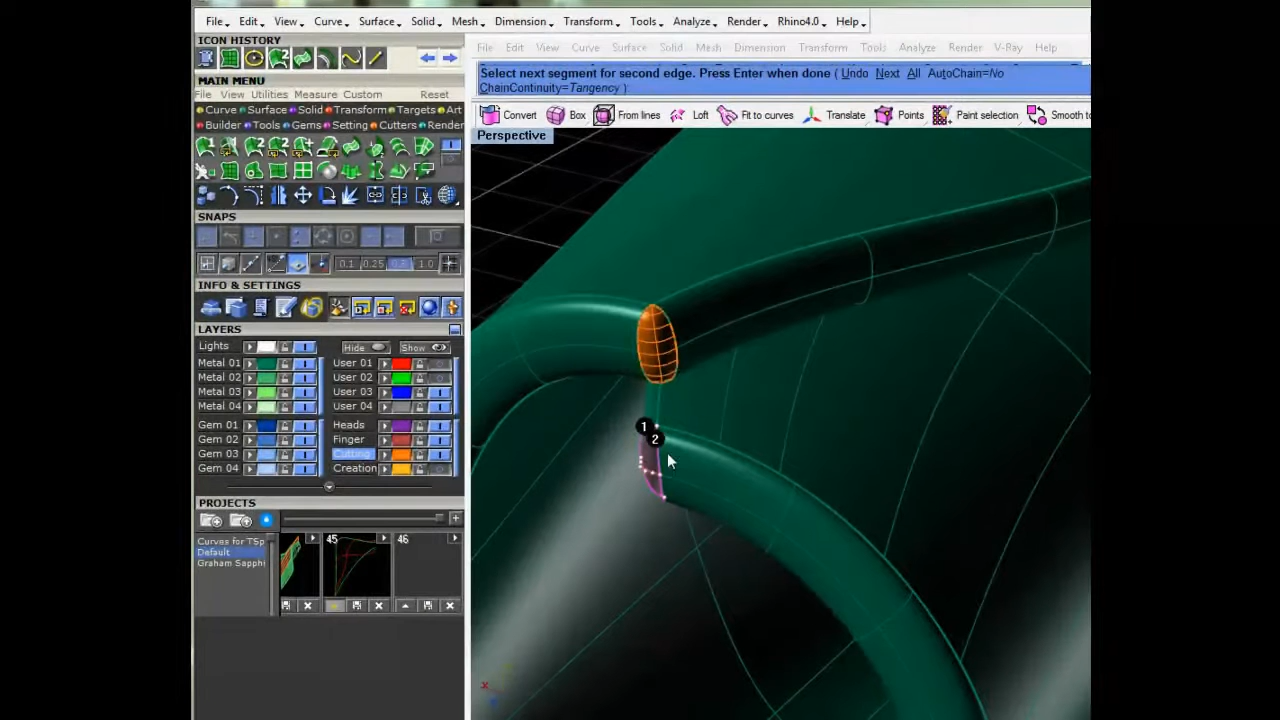 File Edit View Curve Surface Solid Mesh Dimension Transform Tools Analyze Render Rhino4.0 Help
ICON HISTORY
File Edit View Curve Surface Solid Mesh Dimension Transform Tools Analyze Render V-Ray Help
Select next segment for second edge. Press Enter when done ( Undo Next All AutoChain=No
ChainContinuity=Tangency )
MAIN MENU
File View Utilities Measure Custom Reset
Curve Surface Solid Transform Targets Art
Builder Tools Gems Setting Cutters Render
Convert Box From lines Loft Fit to curves Translate Points Paint selection Smooth to
Perspective
SNAPS
0.1 0.25 1.0
INFO & SETTINGS
LAYERS
Lights Hide Show
Metal 01 User 01
Metal 02 User 02
Metal 03 User 03
Metal 04 User 04
Gem 01 Heads
Gem 02 Finger
Gem 03 Cutting
Gem 04 Creation
1
2
PROJECTS
Curves for TSp
Default
Graham Sapph
45 46